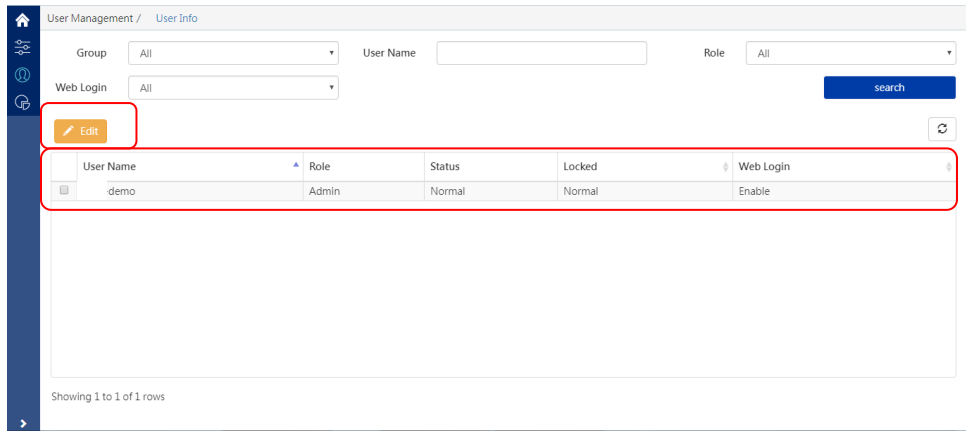 User Management / User Info
Group All User Name Role All
Web Login All search
Edit
User Name Role Status Locked Web Login
demo Admin Normal Normal Enable
Showing 1 to 1 of 1 rows